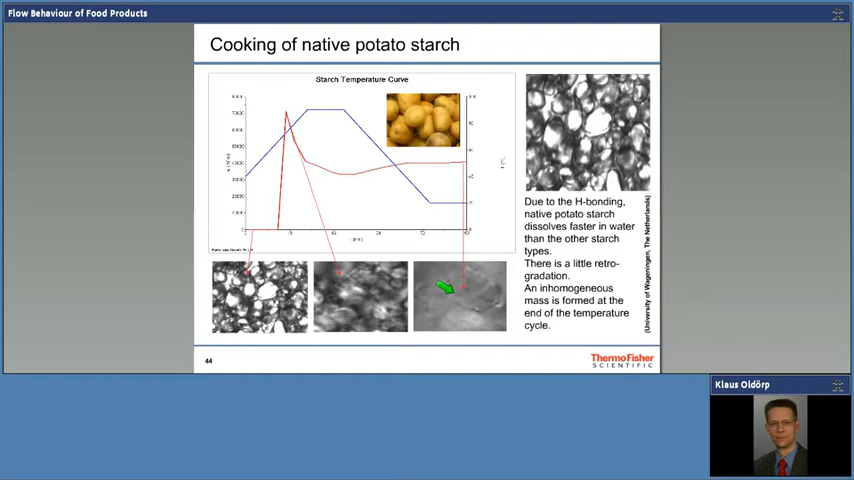 Flow Behaviour of Food Products
Cooking of native potato starch
Starch Temperature Curve
Due to the H-bonding,
native potato starch
dissolves faster in water
than the other starch
types.
There is a little retro-
gradation.
An inhomogeneous
mass is formed at the
end of the temperature
cycle.
(University of Wageningen, The Netherlands)
44
ThermoFisher
SCIENTIFIC
Klaus Oldörp